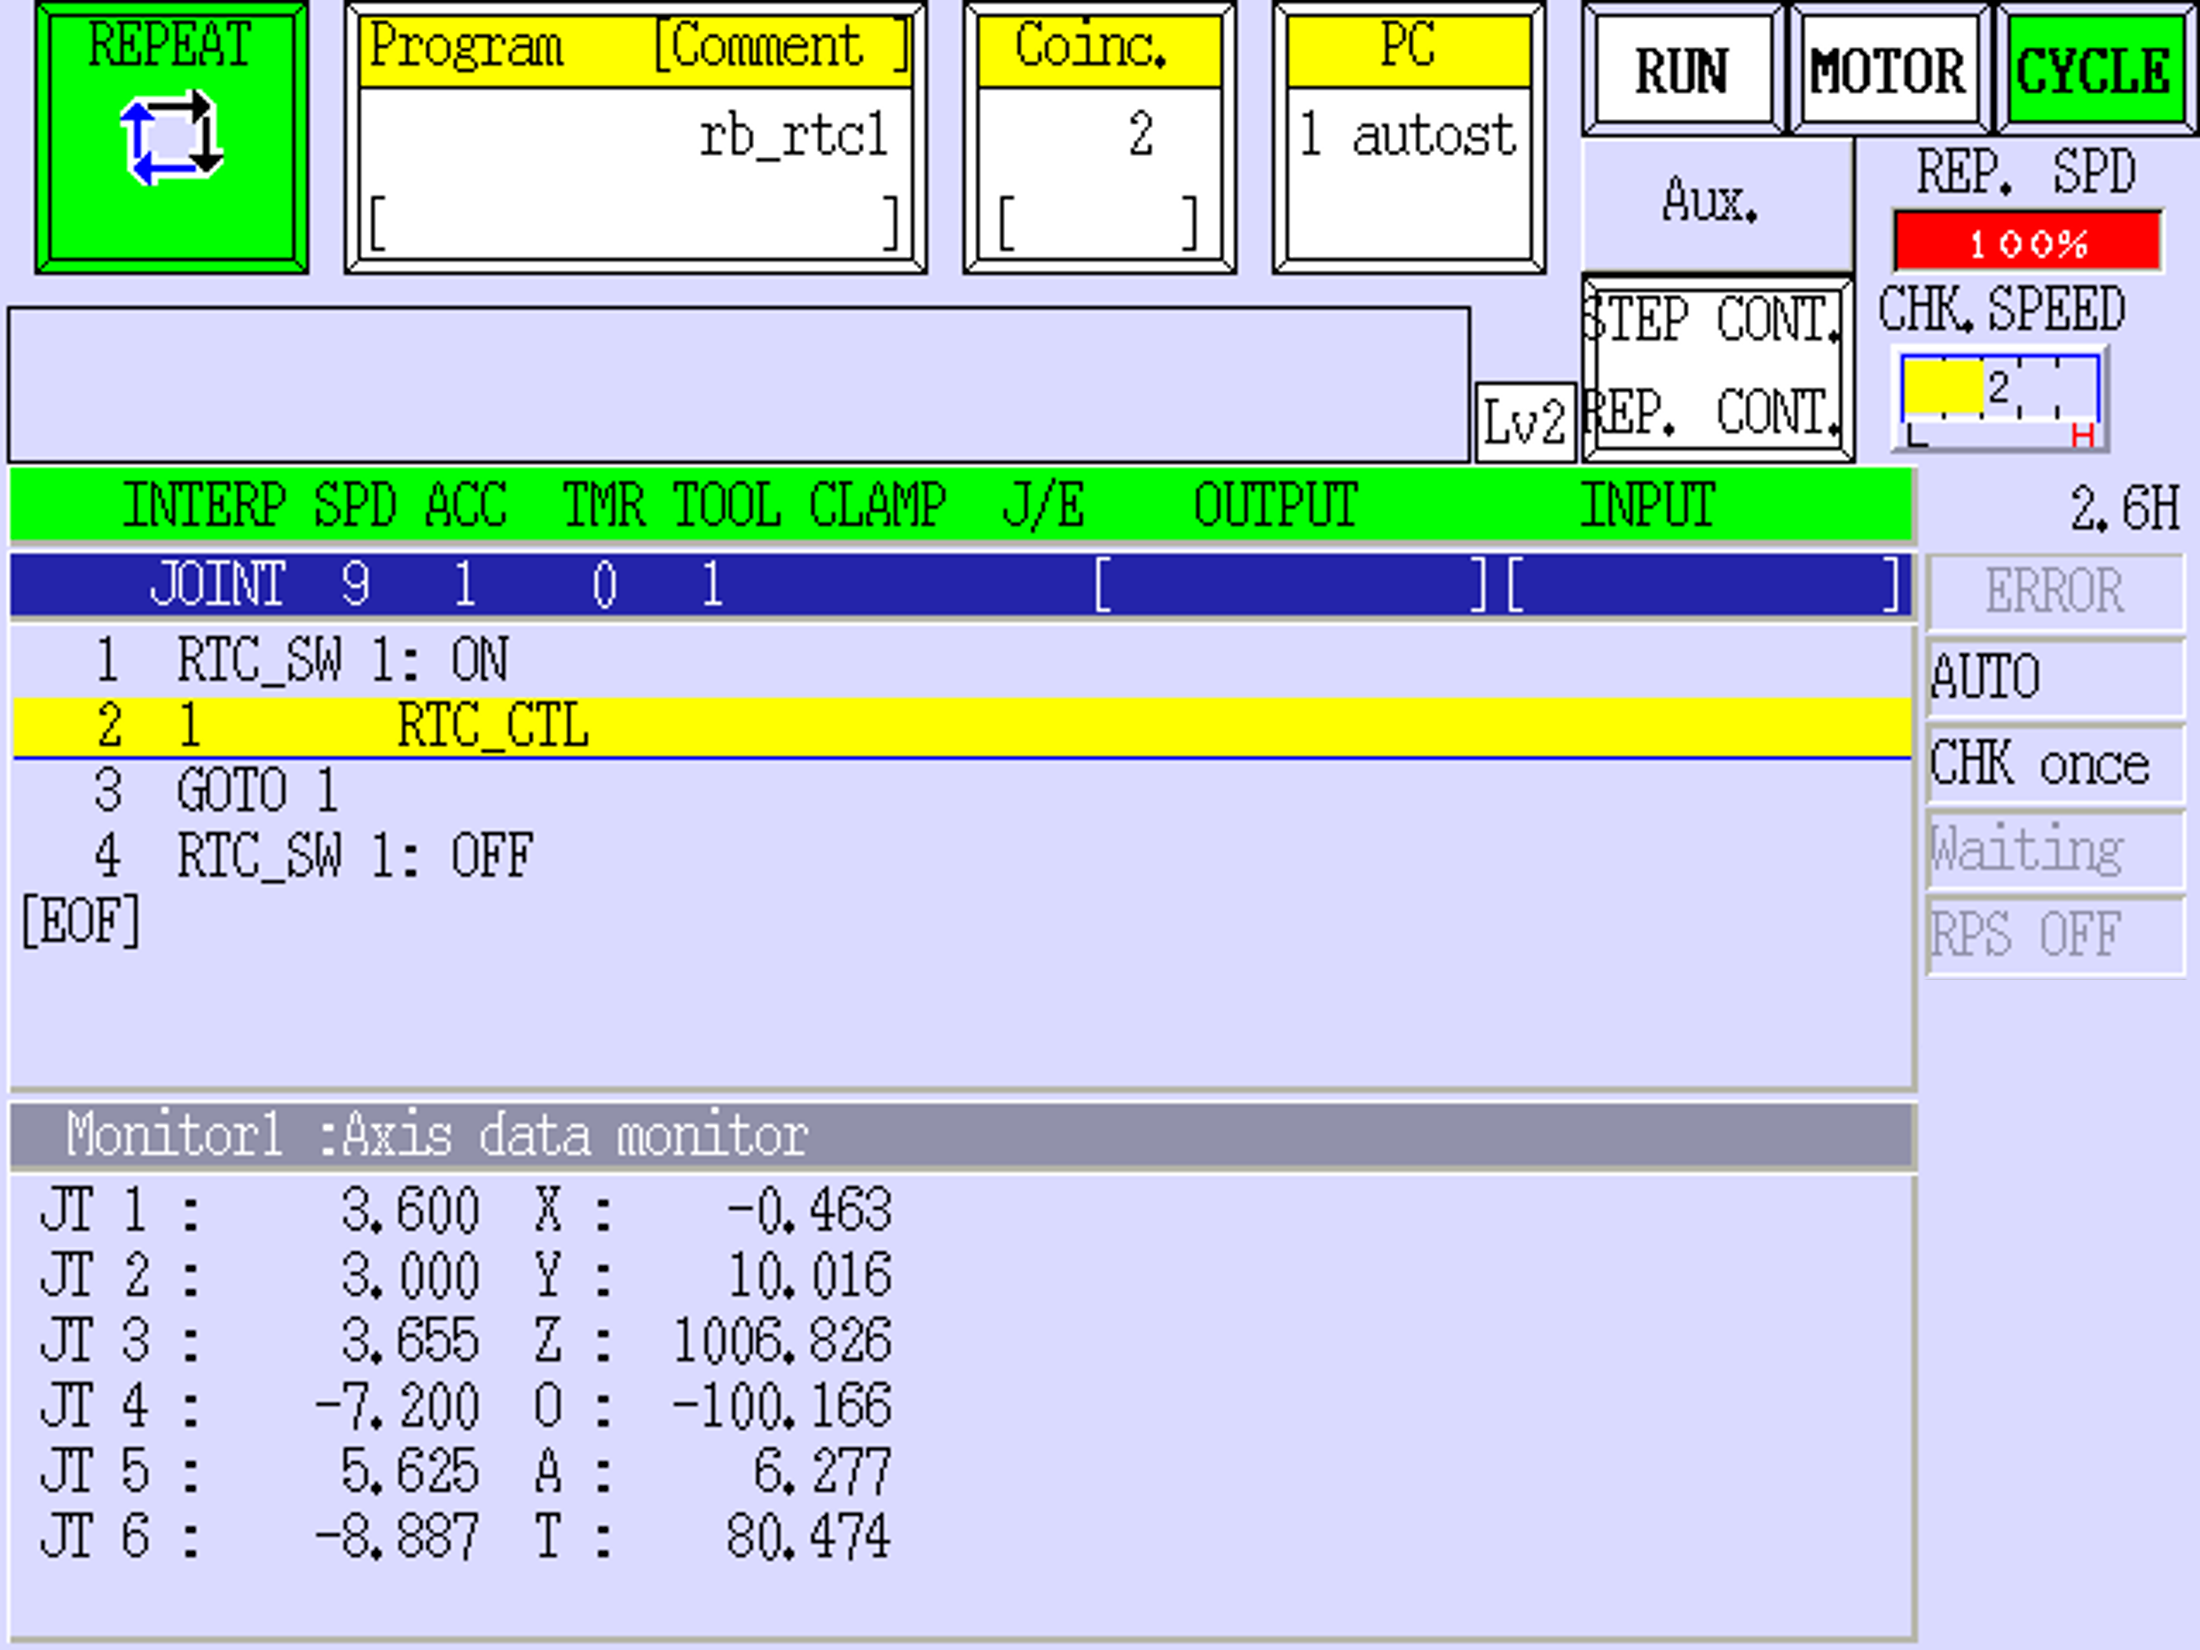 REPEAT
Program [Comment ]
rb_rtc1
[ ]
Coinc.
2
[ ]
PC
1 autost
RUN
MOTOR
CYCLE
Aux.
REP. SPD
100%
STEP CONT.
REP. CONT.
CHK.SPEED
2
L H
Lv2
INTERP SPD ACC TMR TOOL CLAMP J/E OUTPUT INPUT
2.6H
JOINT 9 1 0 1 [ ][ ]
1 RTC_SW 1: ON
2 1 RTC_CTL
3 GOTO 1
4 RTC_SW 1: OFF
[EOF]
ERROR
AUTO
CHK once
Waiting
RPS OFF
Monitor1 :Axis data monitor
JT 1 : 3.600 X : -0.463
JT 2 : 3.000 Y : 10.016
JT 3 : 3.655 Z : 1006.826
JT 4 : -7.200 O : -100.166
JT 5 : 5.625 A : 6.277
JT 6 : -8.887 T : 80.474